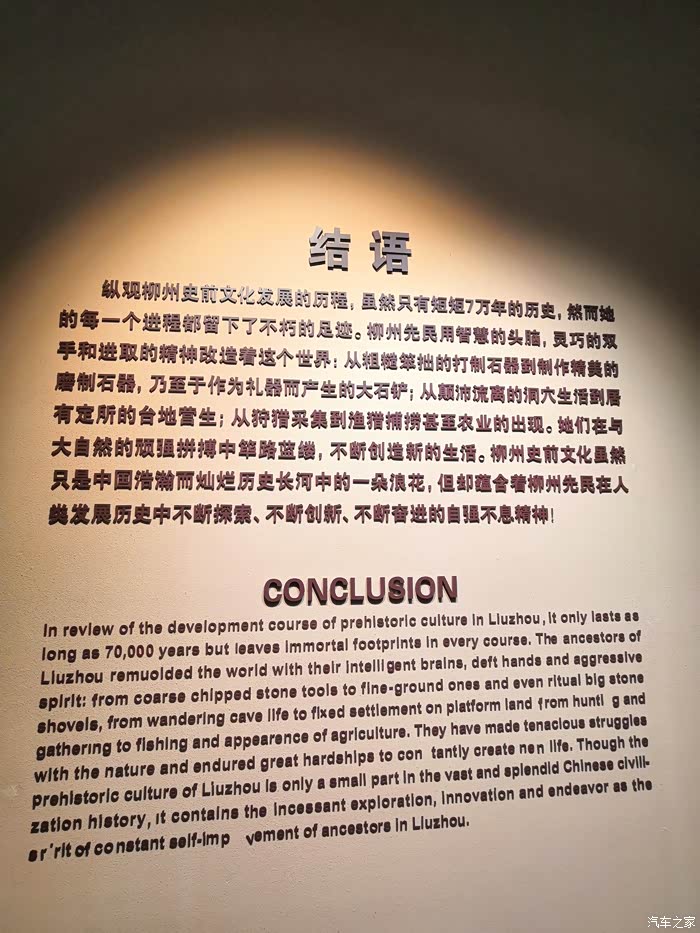 结语
纵观柳州史前文化发展的历程，虽然只有短短7万年的历史，然而她
的每一个进程都留下了不朽的足迹。柳州先民用智慧的头脑，灵巧的双
手和进取的精神改造着这个世界：从粗糙笨拙的打制石器到制作精美的
磨制石器，乃至于作为礼器而产生的大石铲；从颠沛流离的洞穴生活到居
有定所的台地营生；从狩猎采集到渔猎捕捞甚至农业的出现。她们在与
大自然的顽强拼搏中筚路蓝缕，不断创造新的生活。柳州史前文化虽然
只是中国浩瀚而灿烂历史长河中的一朵浪花，但却蕴含着柳州先民在人
类发展历史中不断探索、不断创新、不断奋进的自强不息精神！
CONCLUSION
In review of the development course of prehistoric culture in Liuzhou, it only lasts as
long as 70,000 years but leaves immortal footprints in every course. The ancestors of
Liuzhou remuolded the world with their intelligent brains, deft hands and aggressive
spirit: from coarse chipped stone tools to fine-ground ones and even ritual big stone
shovels, from wandering cave life to fixed settlement on platform land from hunti g and
gathering to fishing and appearence of agriculture. They have made tenacious struggles
with the nature and endured great hardships to con tantly create nen life. Though the
prehistoric culture of Liuzhou is only a small part in the vast and splendid Chinese civili-
zation history, it contains the incessant exploration, innovation and endeavor as the
s r'rit of constant self-imp vement of ancestors in Liuzhou.
汽车之家